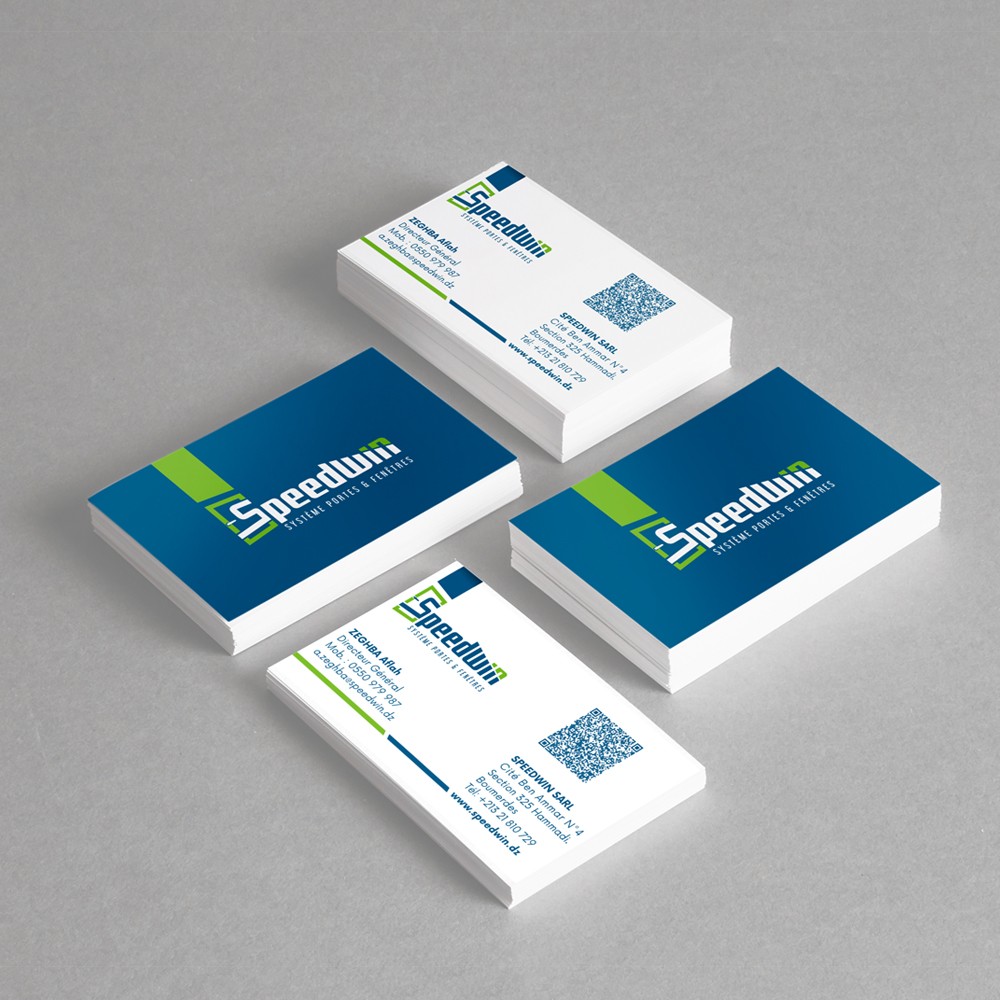 Speedwin
SYSTÈME PORTES & FENÊTRES
ZEGHBA Aflah
Directeur Général
Mob. : 0550 979 987
a.zeghba@speedwin.dz
SPEEDWIN SARL
Cité Ben Ammar N°4
Section 325 Hammadi,
Boumerdes
Tél: +213 21 810 729
www.speedwin.dz
Speedwin
SYSTÈME PORTES & FENÊTRES
Speedwin
SYSTÈME PORTES & FENÊTRES
Speedwin
SYSTÈME PORTES & FENÊTRES
ZEGHBA Aflah
Directeur Général
Mob. : 0550 979 987
a.zeghba@speedwin.dz
SPEEDWIN SARL
Cité Ben Ammar N°4
Section 325 Hammadi,
Boumerdes
Tél: +213 21 810 729
www.speedwin.dz